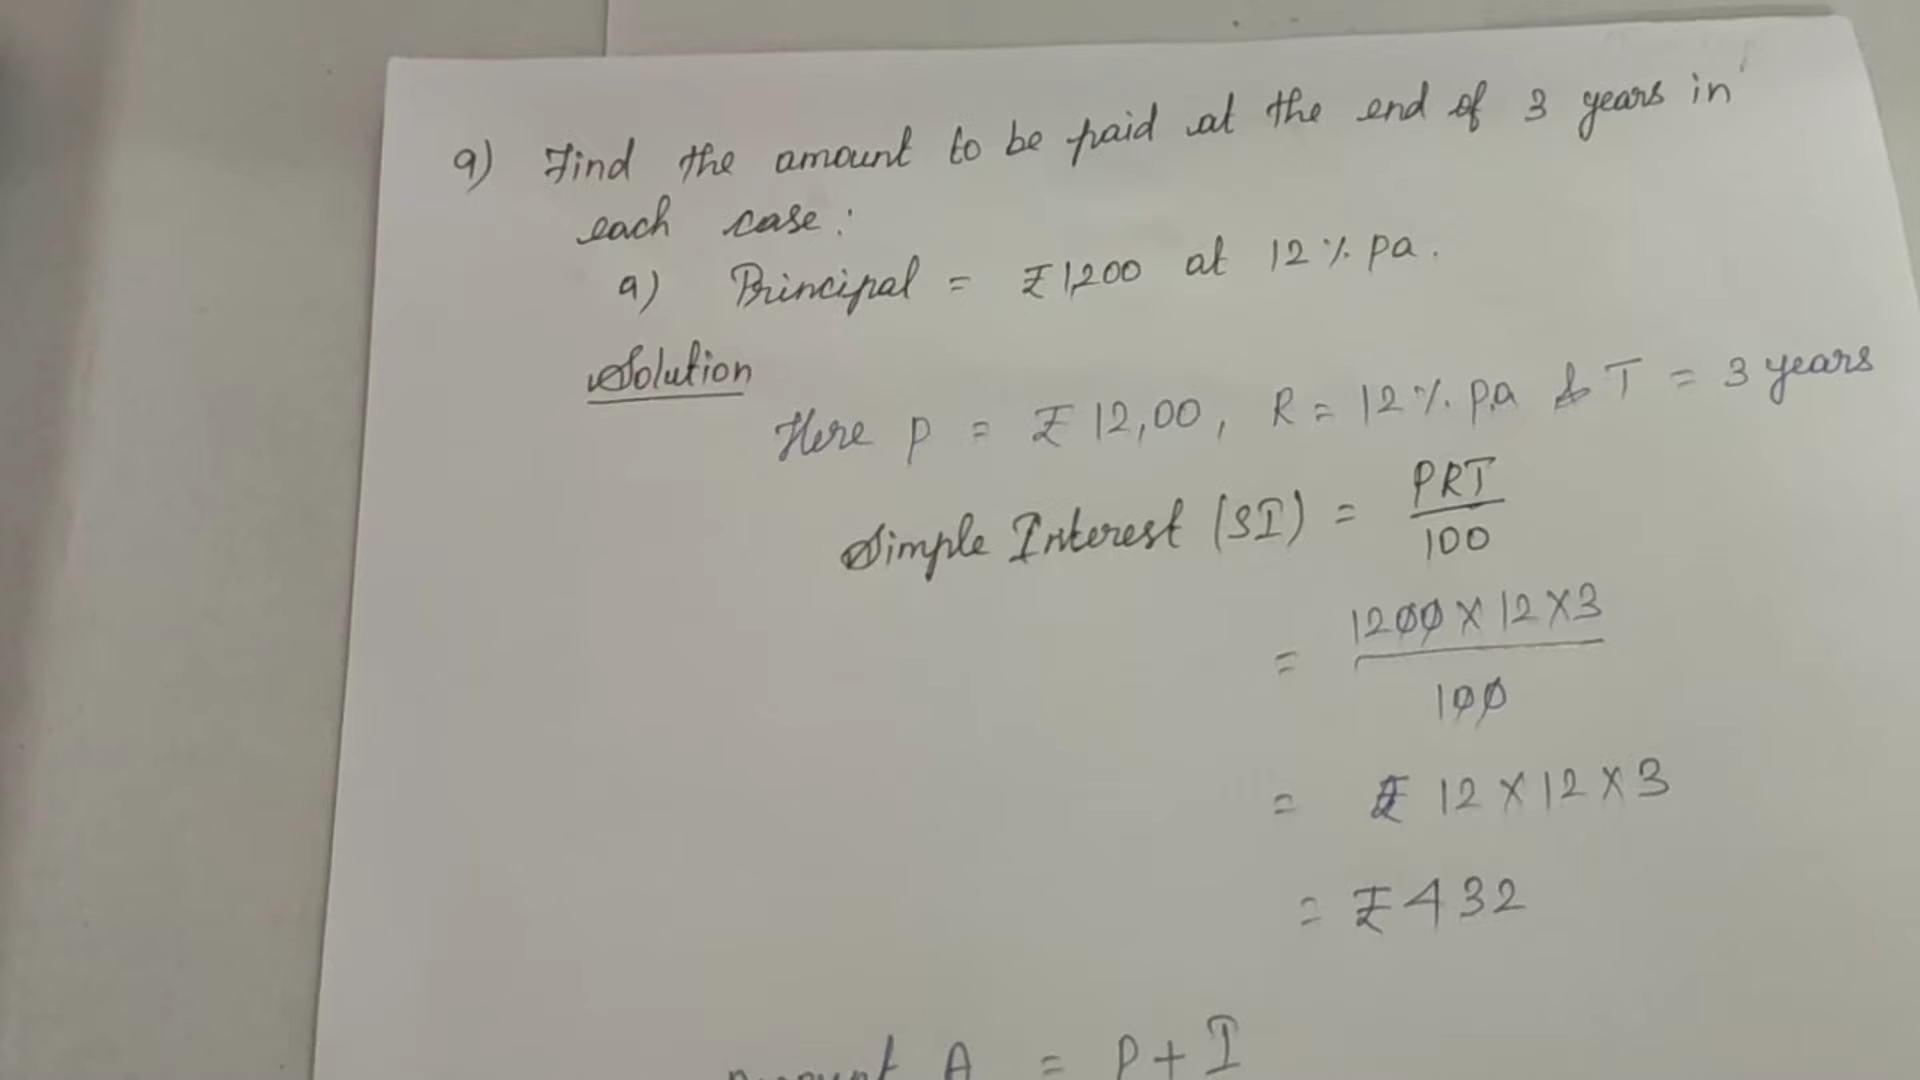 9) Find the amount to be paid at the end of 3 years in
each case:
a) Principal = ₹1,200 at 12% pa.
Solution
Here P = ₹12,00, R = 12% p.a & T = 3 years
Simple Interest (SI) = PRT
100
= 1200 X 12 X 3
100
= ₹ 12 X 12 X 3
= ₹432
Amount A = P + I